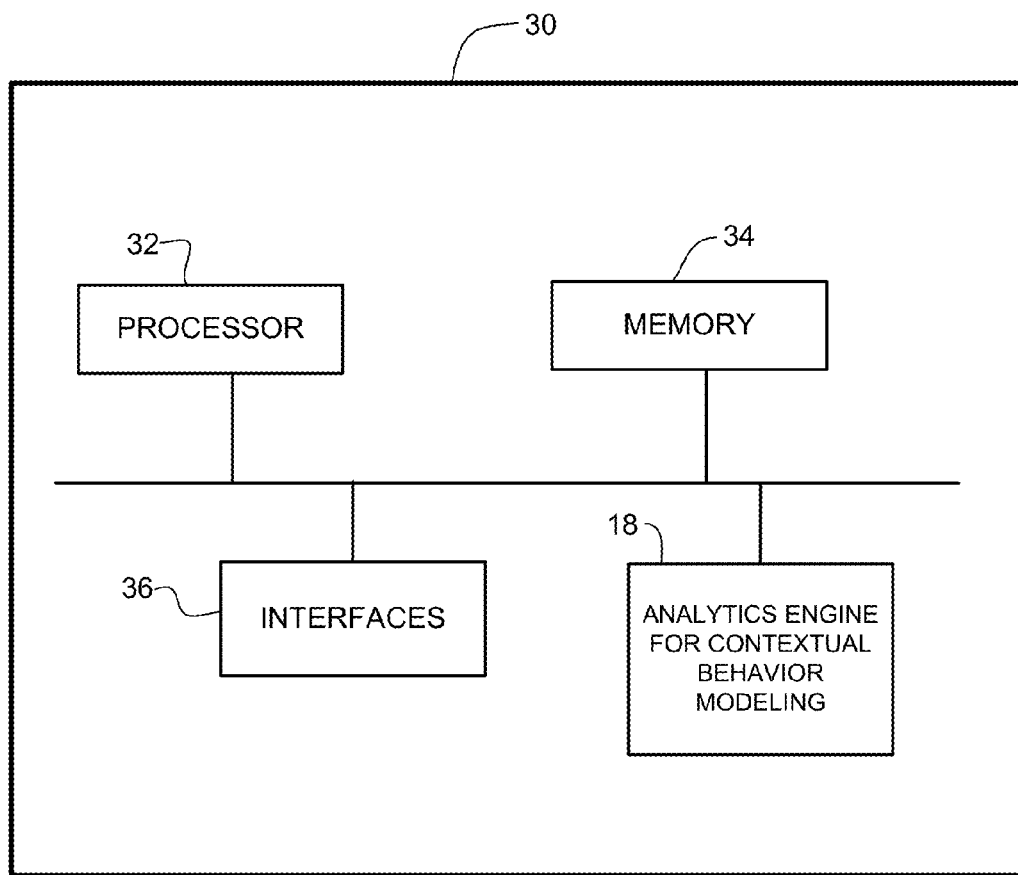 30
32
34
PROCESSOR
MEMORY
18
36
INTERFACES
ANALYTICS ENGINE
FOR CONTEXTUAL
BEHAVIOR
MODELING